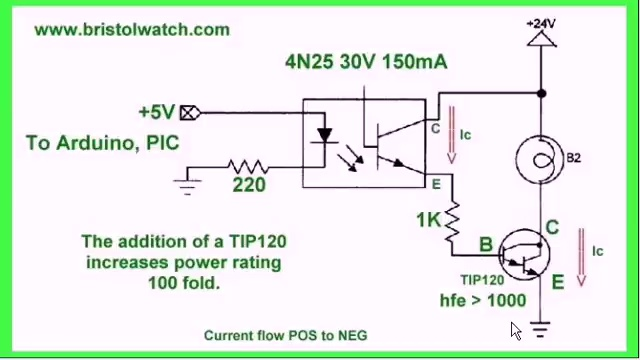 www.bristolwatch.com
+24V
4N25 30V 150mA
+5V
C
Ic
To Arduino, PIC
B2
E
220
1K
C
B
Ic
The addition of a TIP120
increases power rating
100 fold.
TIP120
E
hfe > 1000
Current flow POS to NEG